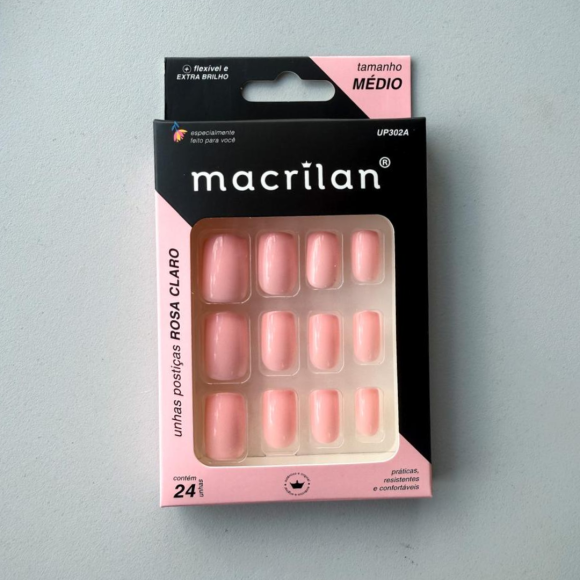 + flexível e
EXTRA BRILHO
tamanho
MÉDIO
especialmente
feito para você
UP302A
macrilan®
unhas postiças ROSA CLARO
contém
24 unhas
práticas,
resistentes
e confortáveis